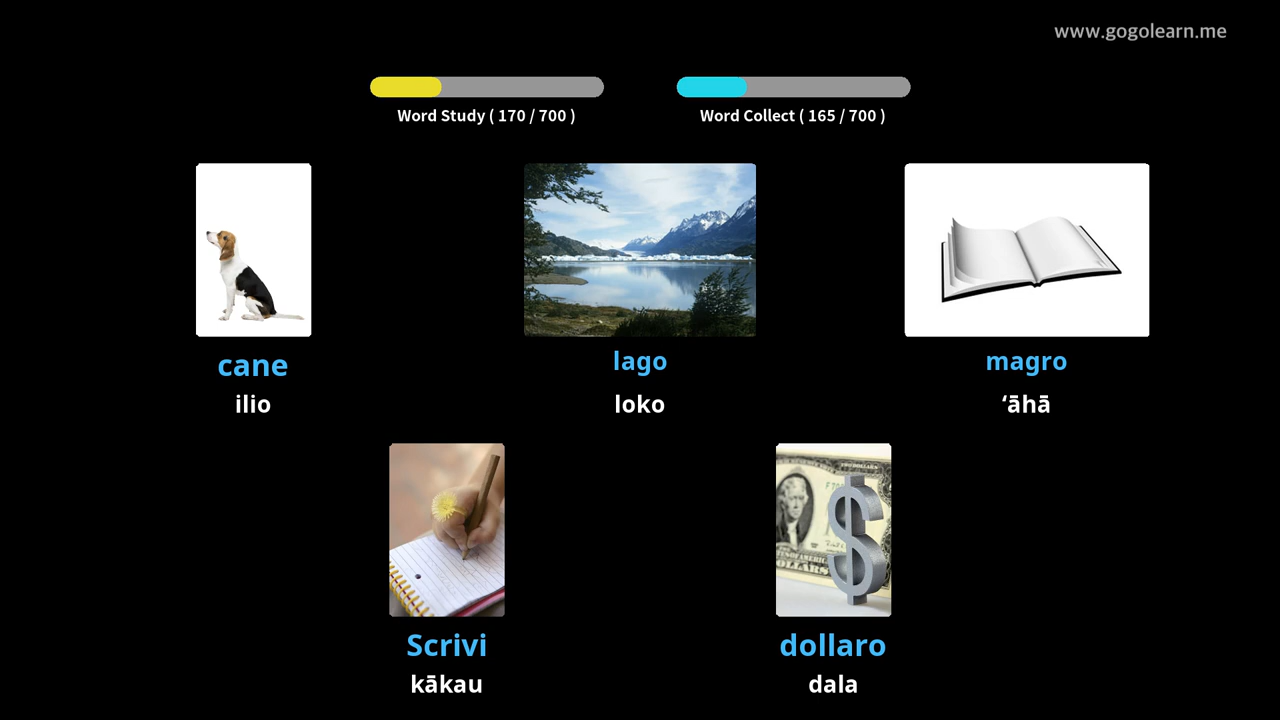 www.gogolearn.me
Word Study ( 170 / 700 )
Word Collect ( 165 / 700 )
cane
ilio
lago
loko
magro
ʻāhā
Scrivi
kākau
dollaro
dala